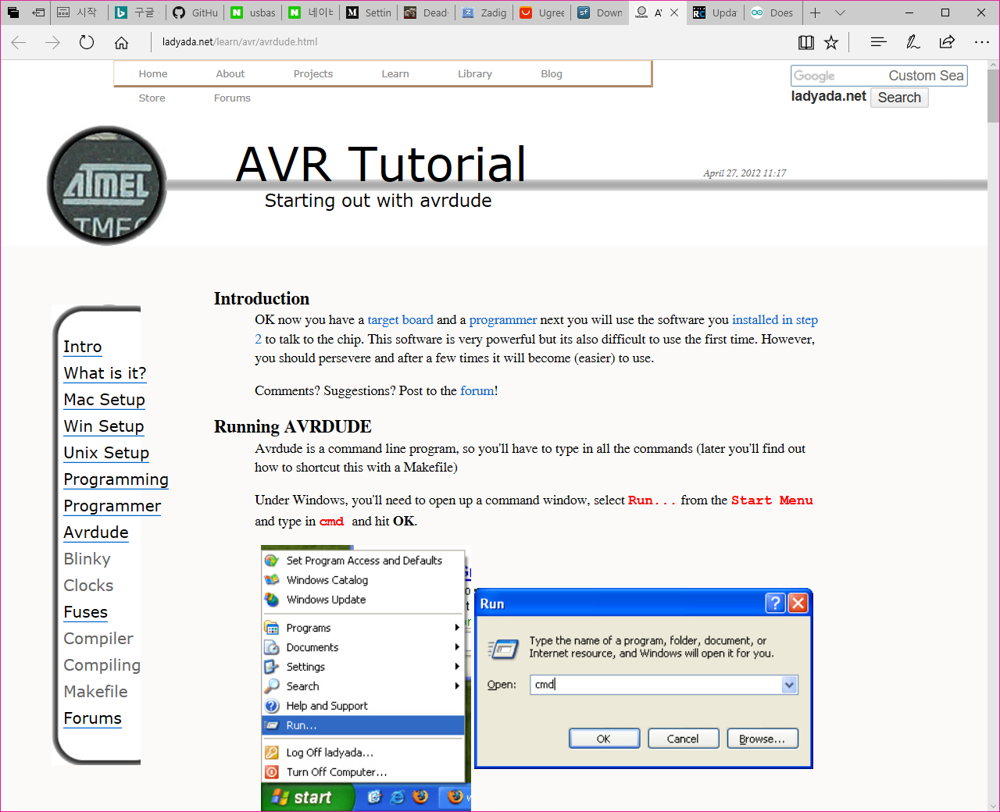 시작
구글
GitHu
usbas
네이버
Settin
Dead
Zadig
Ugree
Down
A'
Upda
Does
ladyada.net/learn/avr/avrdude.html
Home About Projects Learn Library Blog
Store Forums
Google Custom Sea
ladyada.net Search
ATMEL
AVR Tutorial
April 27, 2012 11:17
Starting out with avrdude
Intro
What is it?
Mac Setup
Win Setup
Unix Setup
Programming
Programmer
Avrdude
Blinky
Clocks
Fuses
Compiler
Compiling
Makefile
Forums
Introduction
OK now you have a target board and a programmer next you will use the software you installed in step
2 to talk to the chip. This software is very powerful but its also difficult to use the first time. However,
you should persevere and after a few times it will become (easier) to use.
Comments? Suggestions? Post to the forum!
Running AVRDUDE
Avrdude is a command line program, so you'll have to type in all the commands (later you'll find out
how to shortcut this with a Makefile)
Under Windows, you'll need to open up a command window, select Run... from the Start Menu
and type in cmd and hit OK.
Set Program Access and Defaults
Windows Catalog
Windows Update
Programs
Documents
Settings
Search
Help and Support
Run...
Log Off ladyada...
Turn Off Computer...
start
Run
Type the name of a program, folder, document, or
Internet resource, and Windows will open it for you.
Open: cmd
OK Cancel Browse...